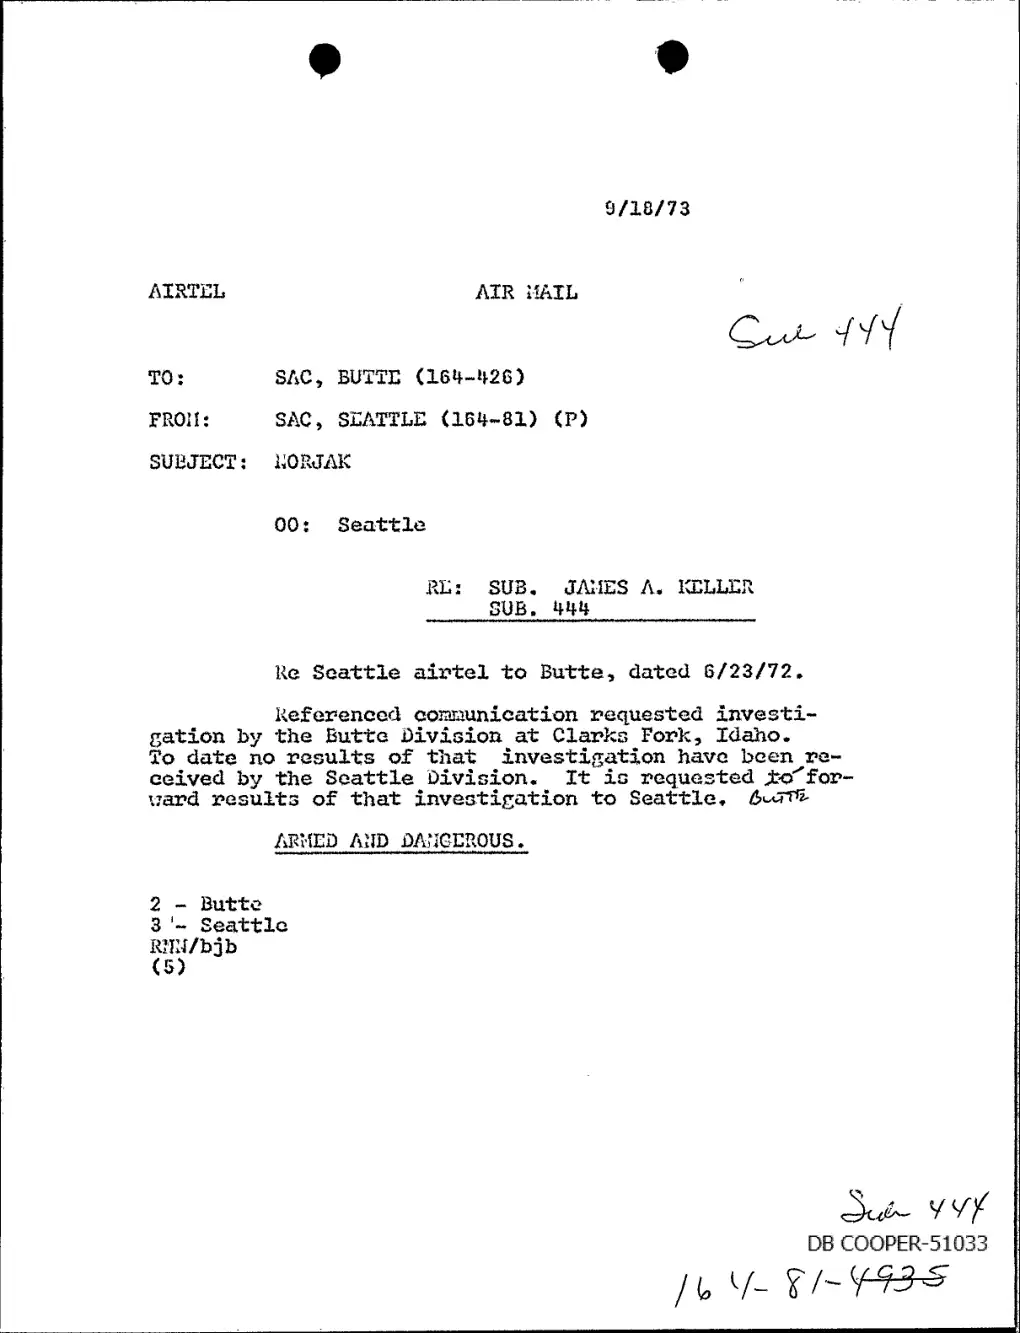 9/18/73
AIRTEL AIR MAIL
Sub 444
TO: SAC, BUTTE (164-426)
FROM: SAC, SEATTLE (164-81) (P)
SUBJECT: NORJAK
OO: Seattle
RE: SUB. JAMES A. KELLER
SUB. 444
Re Seattle airtel to Butte, dated 6/23/72.
Referenced communication requested investi-
gation by the Butte Division at Clarks Fork, Idaho.
To date no results of that investigation have been re-
ceived by the Seattle Division. It is requested to for-
ward results of that investigation to Seattle. Butte
ARMED AND DANGEROUS.
2 - Butte
3 - Seattle
RNN/bjb
(5)
Sub 444
DB COOPER-51033
164-81-4935